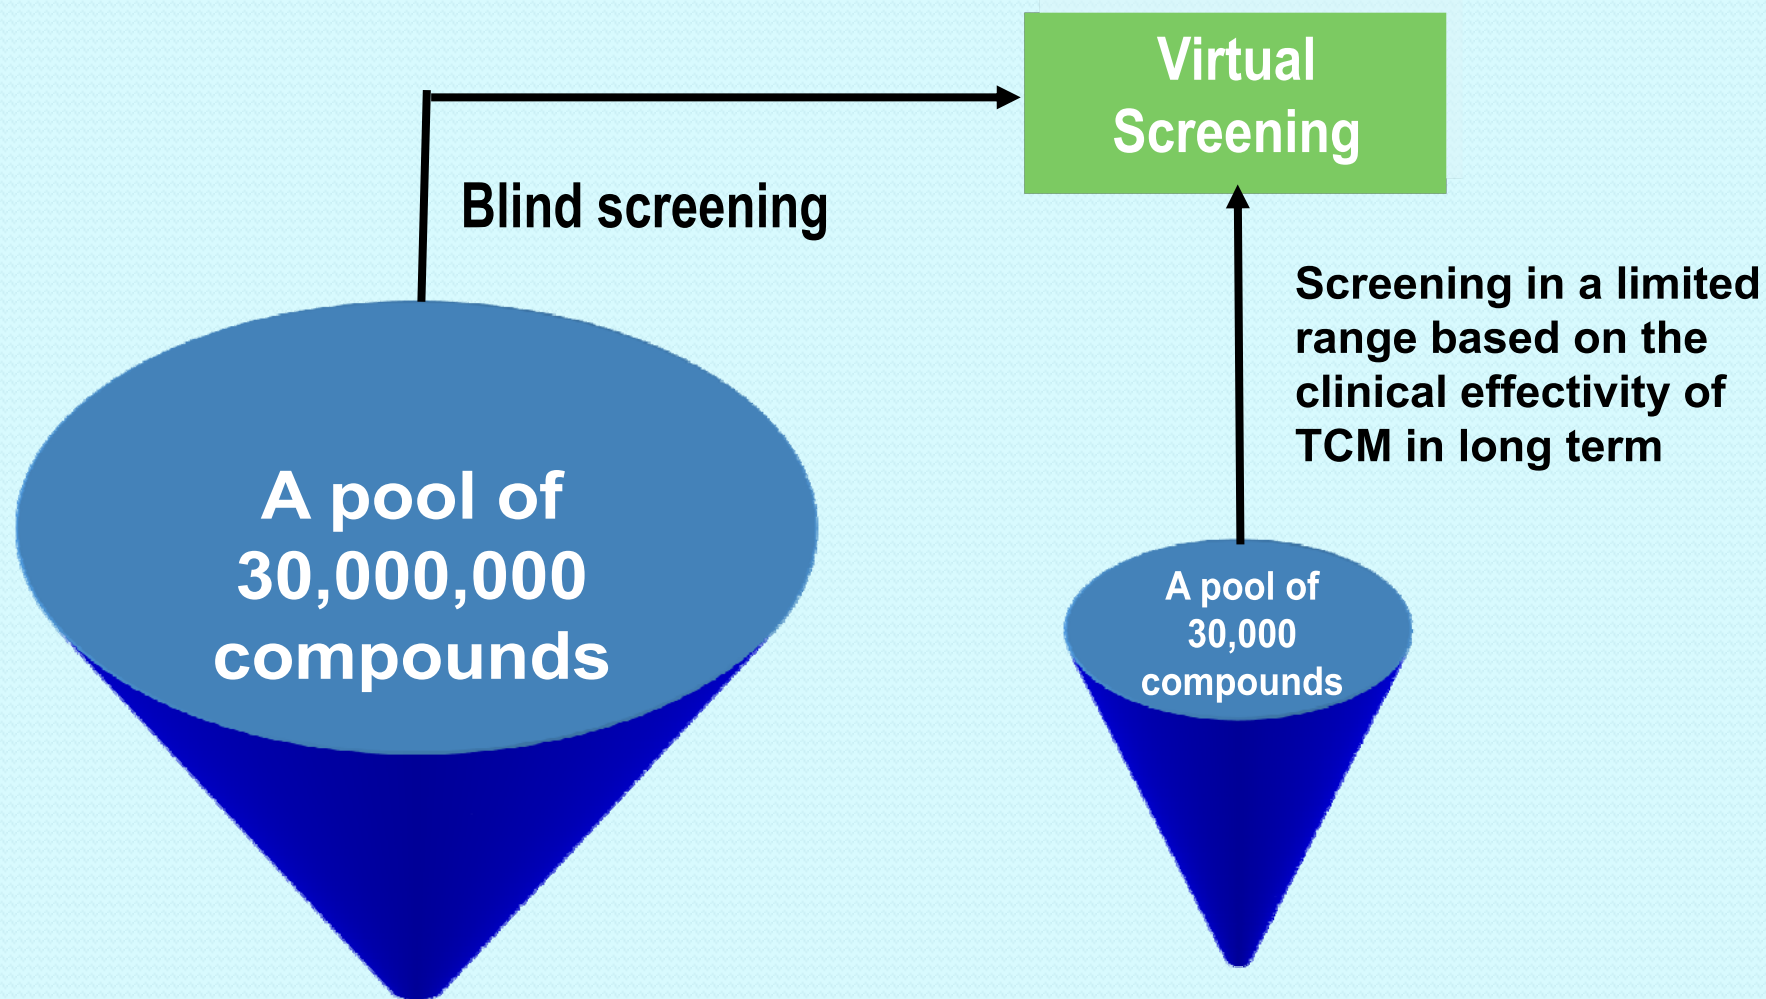 Virtual
Screening
Blind screening
Screening in a limited
range based on the
clinical effectivity of
TCM in long term
A pool of
30,000,000
compounds
A pool of
30,000
compounds